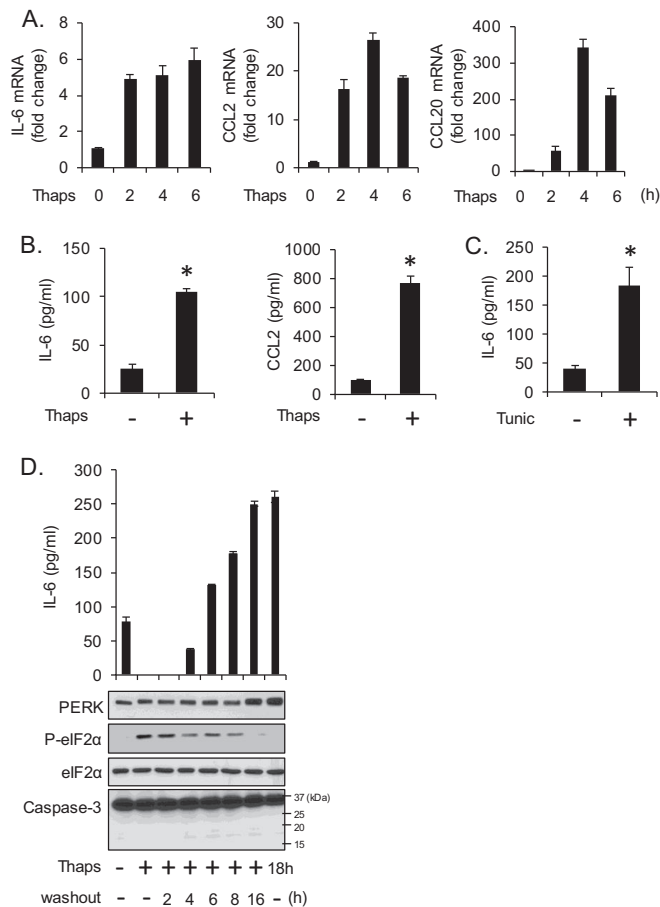 A.
IL-6 mRNA
(fold change)
8
6
4
2
0
Thaps 0 2 4 6
CCL2 mRNA
(fold change)
30
20
10
0
Thaps 0 2 4 6
CCL20 mRNA
(fold change)
400
300
200
100
0
Thaps 0 2 4 6 (h)
B.
IL-6 (pg/ml)
150
100
50
0
*
Thaps - +
CCL2 (pg/ml)
1000
800
600
400
200
0
*
Thaps - +
C.
IL-6 (pg/ml)
250
200
150
100
50
0
*
Tunic - +
D.
IL-6 (pg/ml)
300
250
200
150
100
50
0
PERK
P-eIF2α
eIF2α
Caspase-3
37 (kDa)
25
20
15
Thaps - + + + + + + 18h
washout - - 2 4 6 8 16 - (h)